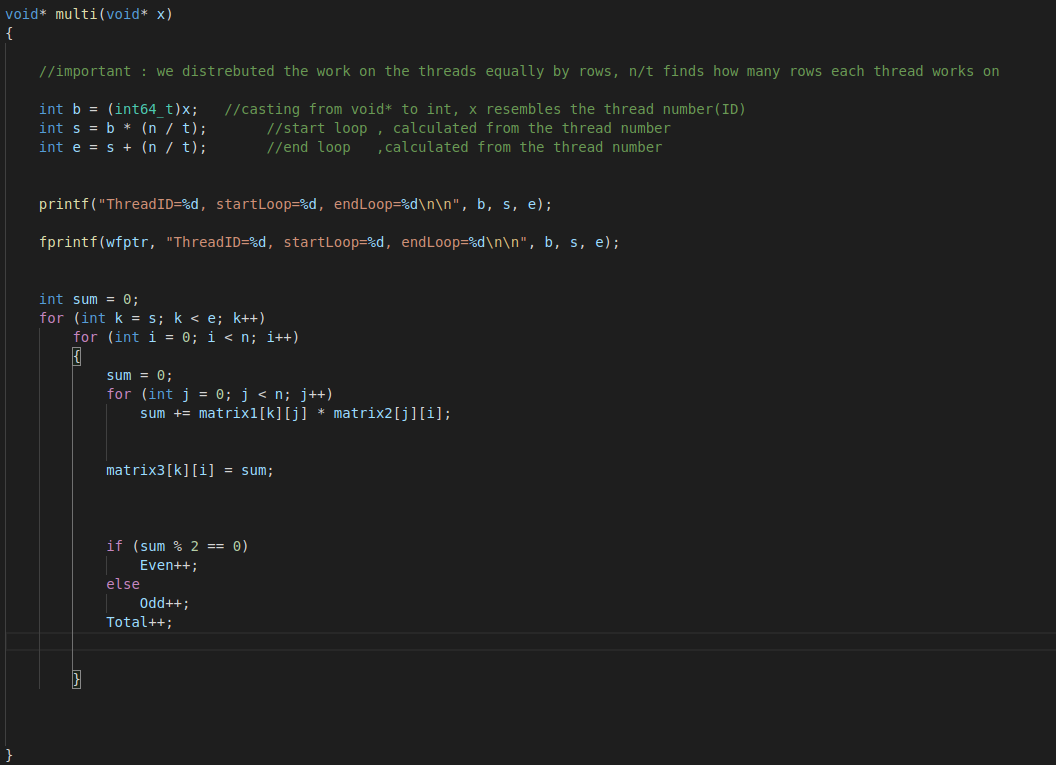 void* multi(void* x)
{
//important : we distrebuted the work on the threads equally by rows, n/t finds how many rows each thread works on
int b = (int64_t)x;   //casting from void* to int, x resembles the thread number(ID)
int s = b * (n / t);       //start loop , calculated from the thread number
int e = s + (n / t);       //end loop   ,calculated from the thread number
printf("ThreadID=%d, startLoop=%d, endLoop=%d\n\n", b, s, e);
fprintf(wfptr, "ThreadID=%d, startLoop=%d, endLoop=%d\n\n", b, s, e);
int sum = 0;
for (int k = s; k < e; k++)
for (int i = 0; i < n; i++)
{
sum = 0;
for (int j = 0; j < n; j++)
sum += matrix1[k][j] * matrix2[j][i];
matrix3[k][i] = sum;
if (sum % 2 == 0)
Even++;
else
Odd++;
Total++;
}
}